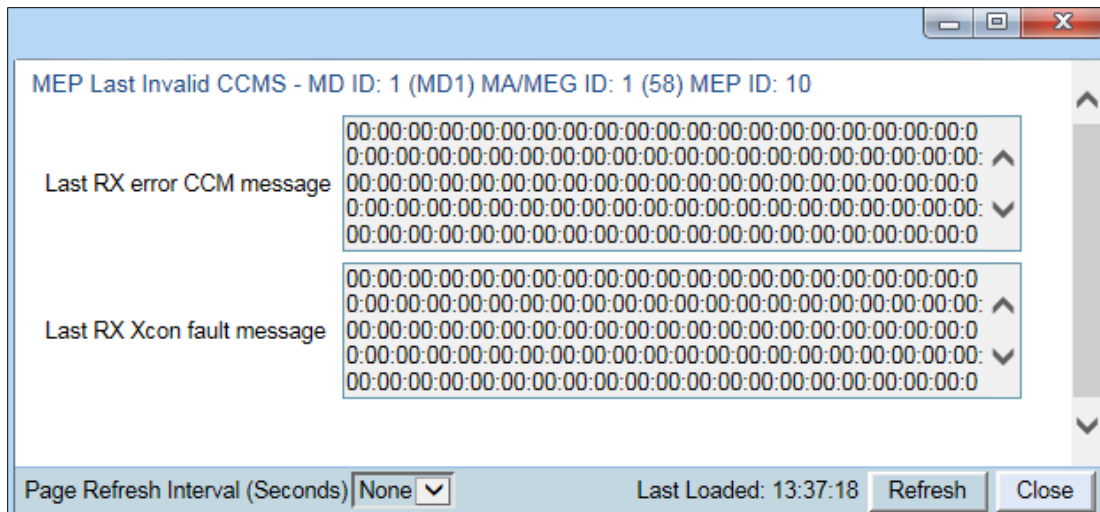 MEP Last Invalid CCMS - MD ID: 1 (MD1) MA/MEG ID: 1 (58) MEP ID: 10
Last RX error CCM message
00:00:00:00:00:00:00:00:00:00:00:00:00:00:00:00:00:00:00:00:0
0:00:00:00:00:00:00:00:00:00:00:00:00:00:00:00:00:00:00:00:00:
00:00:00:00:00:00:00:00:00:00:00:00:00:00:00:00:00:00:00:00:0
0:00:00:00:00:00:00:00:00:00:00:00:00:00:00:00:00:00:00:00:00:
00:00:00:00:00:00:00:00:00:00:00:00:00:00:00:00:00:00:00:00:0
Last RX Xcon fault message
00:00:00:00:00:00:00:00:00:00:00:00:00:00:00:00:00:00:00:00:0
0:00:00:00:00:00:00:00:00:00:00:00:00:00:00:00:00:00:00:00:00:
00:00:00:00:00:00:00:00:00:00:00:00:00:00:00:00:00:00:00:00:0
0:00:00:00:00:00:00:00:00:00:00:00:00:00:00:00:00:00:00:00:00:
00:00:00:00:00:00:00:00:00:00:00:00:00:00:00:00:00:00:00:00:0
Page Refresh Interval (Seconds) None Last Loaded: 13:37:18 Refresh Close